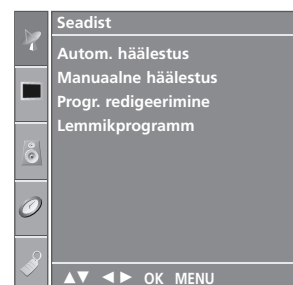 Seadist
Autom. häälestus
Manuaalne häälestus
Progr. redigeerimine
Lemmikprogramm
▲▼ ◄► OK MENU